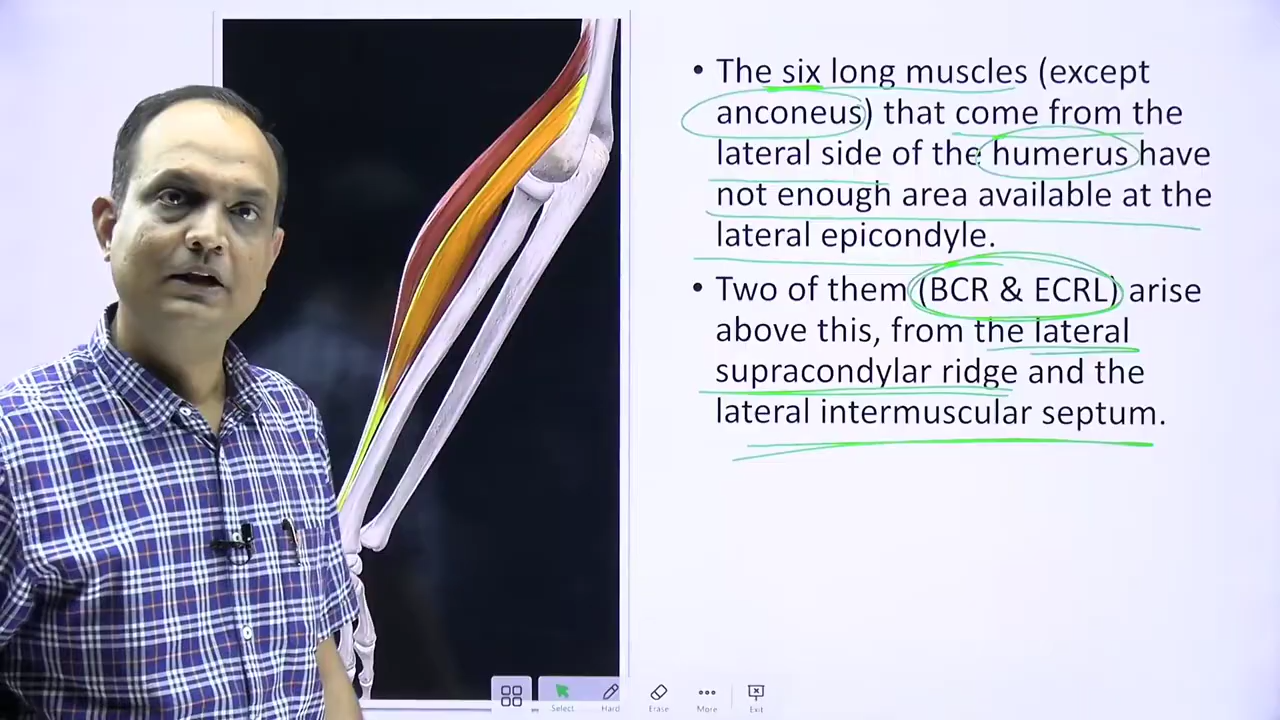 • The six long muscles (except
anconeus) that come from the
lateral side of the humerus have
not enough area available at the
lateral epicondyle.
• Two of them (BCR & ECRL) arise
above this, from the lateral
supracondylar ridge and the
lateral intermuscular septum.
Select Hard Erase More Exit